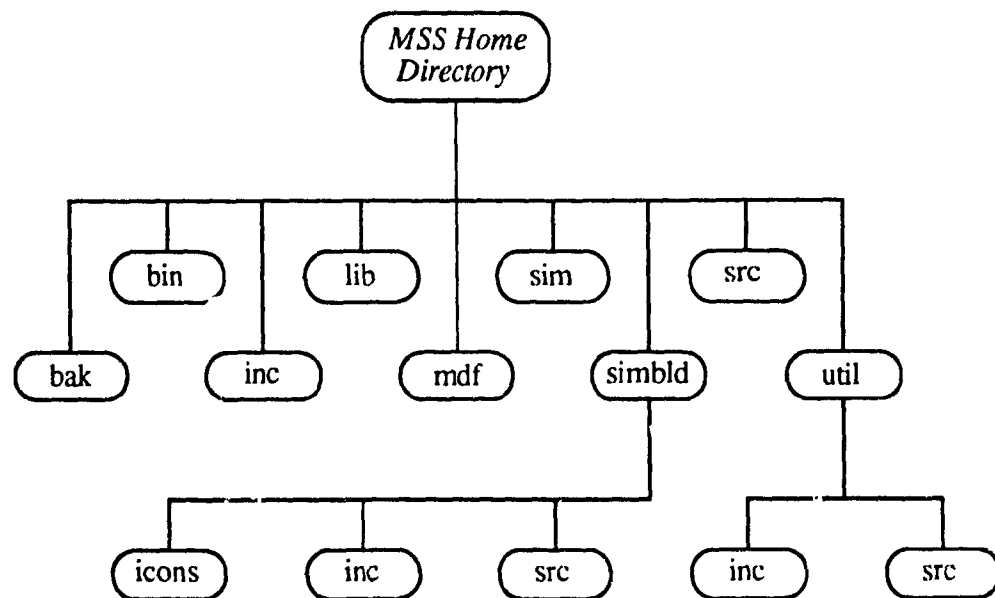 MSS Home
Directory
bin
lib
sim
src
bak
inc
mdf
simbld
util
icons
inc
src
inc
src